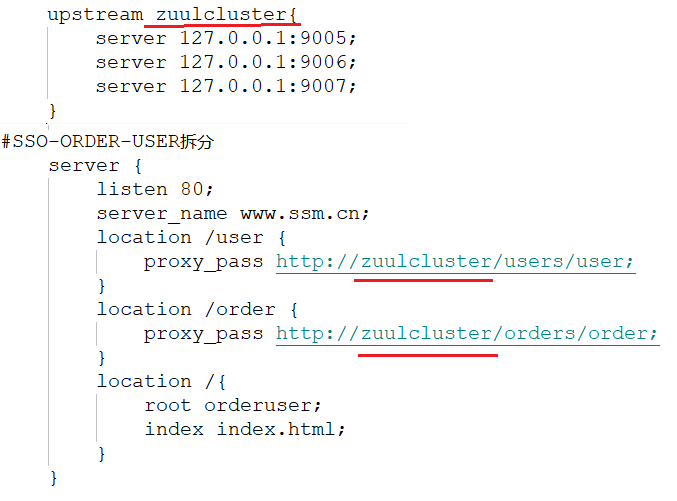 upstream zuulcluster{
server 127.0.0.1:9005;
server 127.0.0.1:9006;
server 127.0.0.1:9007;
}
#SSO-ORDER-USER拆分
server {
listen 80;
server_name www.ssm.cn;
location /user {
proxy_pass http://zuulcluster/users/user;
}
location /order {
proxy_pass http://zuulcluster/orders/order;
}
location /{
root orderuser;
index index.html;
}
}